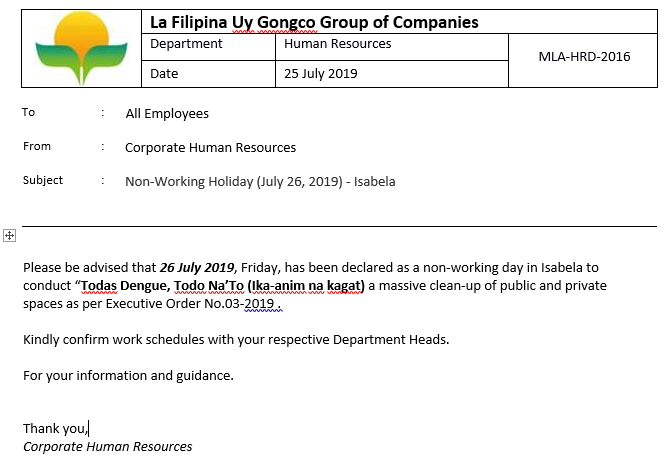 La Filipina Uy Gongco Group of Companies
Department Human Resources
MLA-HRD-2016
Date 25 July 2019
To : All Employees
From : Corporate Human Resources
Subject : Non-Working Holiday (July 26, 2019) - Isabela
Please be advised that 26 July 2019, Friday, has been declared as a non-working day in Isabela to
conduct “Todas Dengue, Todo Na’To (Ika-anim na kagat) a massive clean-up of public and private
spaces as per Executive Order No.03-2019 .
Kindly confirm work schedules with your respective Department Heads.
For your information and guidance.
Thank you,
Corporate Human Resources